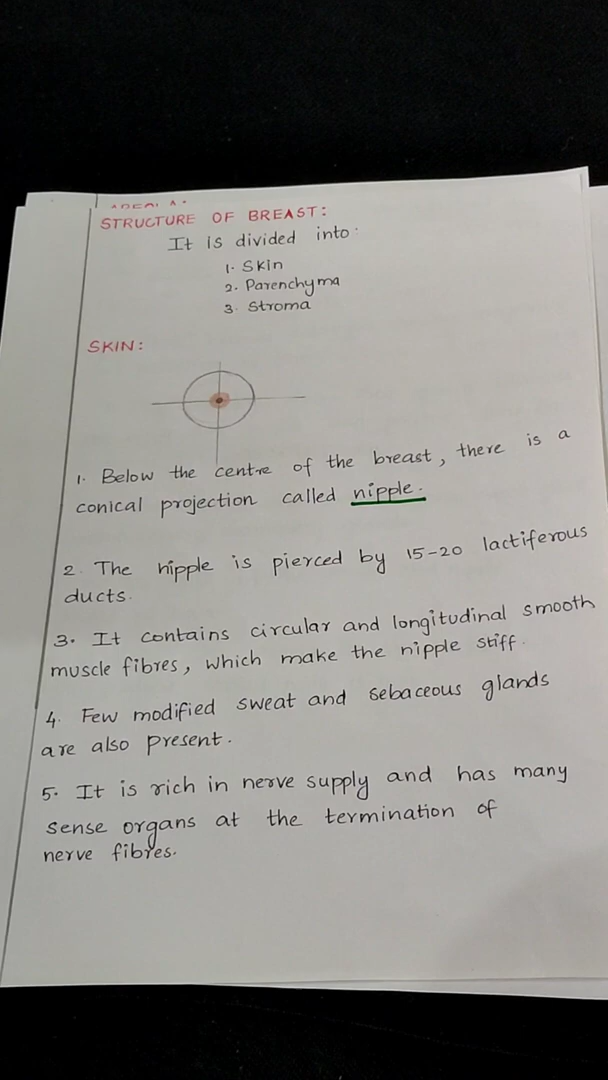 STRUCTURE OF BREAST:
It is divided into:
1. Skin
2. Parenchyma
3. Stroma
SKIN:
1. Below the centre of the breast, there is a
conical projection called nipple.
2. The nipple is pierced by 15-20 lactiferous
ducts.
3. It contains circular and longitudinal smooth
muscle fibres, which make the nipple stiff.
4. Few modified sweat and sebaceous glands
are also present.
5. It is rich in nerve supply and has many
sense organs at the termination of
nerve fibres.